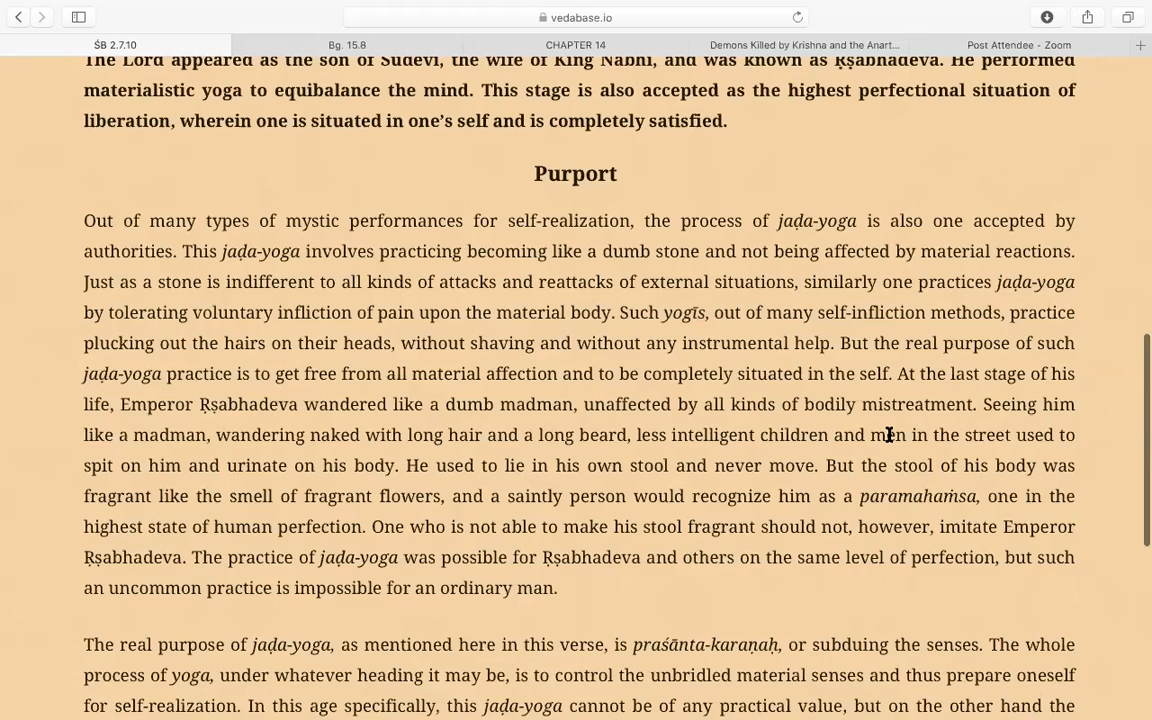 vedabase.io
ŚB 2.7.10
Bg. 15.8
CHAPTER 14
Demons Killed by Krishna and the Anart...
Post Attendee - Zoom
The Lord appeared as the son of Sudevī, the wife of King Nābhi, and was known as Ṛṣabhadeva. He performed
materialistic yoga to equibalance the mind. This stage is also accepted as the highest perfectional situation of
liberation, wherein one is situated in one's self and is completely satisfied.
Purport
Out of many types of mystic performances for self-realization, the process of jaḍa-yoga is also one accepted by
authorities. This jaḍa-yoga involves practicing becoming like a dumb stone and not being affected by material reactions.
Just as a stone is indifferent to all kinds of attacks and reattacks of external situations, similarly one practices jaḍa-yoga
by tolerating voluntary infliction of pain upon the material body. Such yogīs, out of many self-infliction methods, practice
plucking out the hairs on their heads, without shaving and without any instrumental help. But the real purpose of such
jaḍa-yoga practice is to get free from all material affection and to be completely situated in the self. At the last stage of his
life, Emperor Ṛṣabhadeva wandered like a dumb madman, unaffected by all kinds of bodily mistreatment. Seeing him
like a madman, wandering naked with long hair and a long beard, less intelligent children and men in the street used to
spit on him and urinate on his body. He used to lie in his own stool and never move. But the stool of his body was
fragrant like the smell of fragrant flowers, and a saintly person would recognize him as a paramahaṁsa, one in the
highest state of human perfection. One who is not able to make his stool fragrant should not, however, imitate Emperor
Ṛṣabhadeva. The practice of jaḍa-yoga was possible for Ṛṣabhadeva and others on the same level of perfection, but such
an uncommon practice is impossible for an ordinary man.
The real purpose of jaḍa-yoga, as mentioned here in this verse, is praśānta-karaṇaḥ, or subduing the senses. The whole
process of yoga, under whatever heading it may be, is to control the unbridled material senses and thus prepare oneself
for self-realization. In this age specifically, this jaḍa-yoga cannot be of any practical value, but on the other hand the